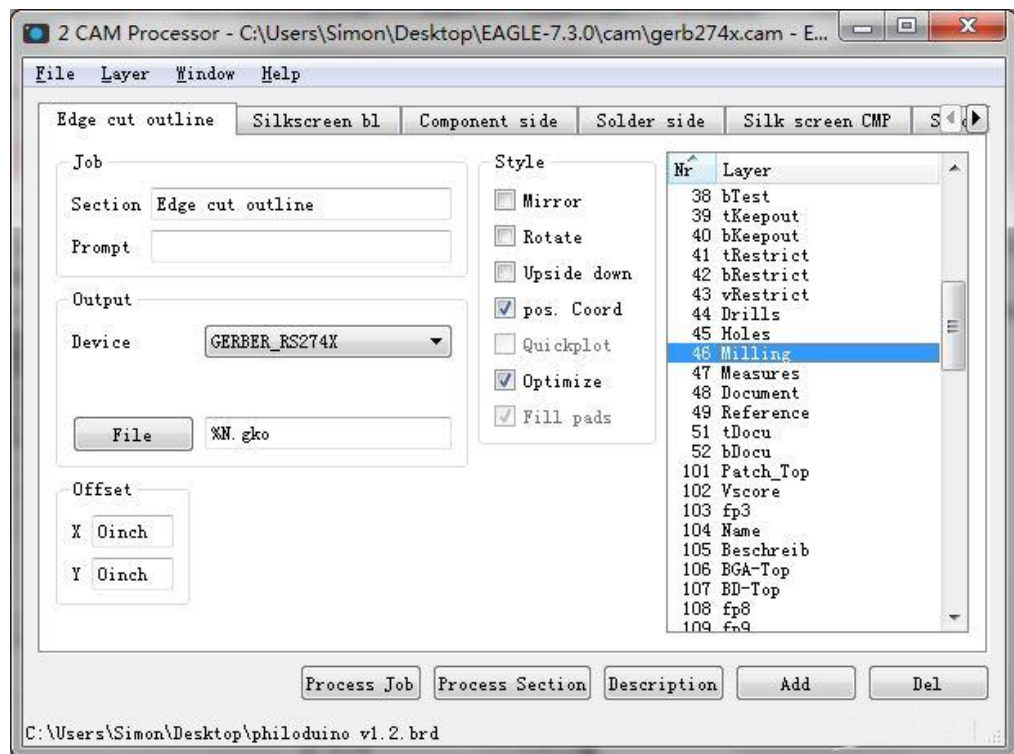 2 CAM Processor - C:\Users\Simon\Desktop\EAGLE-7.3.0\cam\gerb274x.cam - E...
File Layer Window Help
Edge cut outline Silkscreen bl Component side Solder side Silk screen CMP
Job
Section Edge cut outline
Prompt
Output
Device GERBER_RS274X
File %N.gko
Offset
X 0inch
Y 0inch
Style
Mirror
Rotate
Upside down
pos. Coord
Quickplot
Optimize
Fill pads
Nr Layer
38 bTest
39 tKeepout
40 bKeepout
41 tRestrict
42 bRestrict
43 vRestrict
44 Drills
45 Holes
46 Milling
47 Measures
48 Document
49 Reference
51 tDocu
52 bDocu
101 Patch_Top
102 Vscore
103 fp3
104 Name
105 Beschreib
106 BGA-Top
107 BD-Top
108 fp8
109 fp9
Process Job Process Section Description Add Del
C:\Users\Simon\Desktop\philoduino v1.2.brd